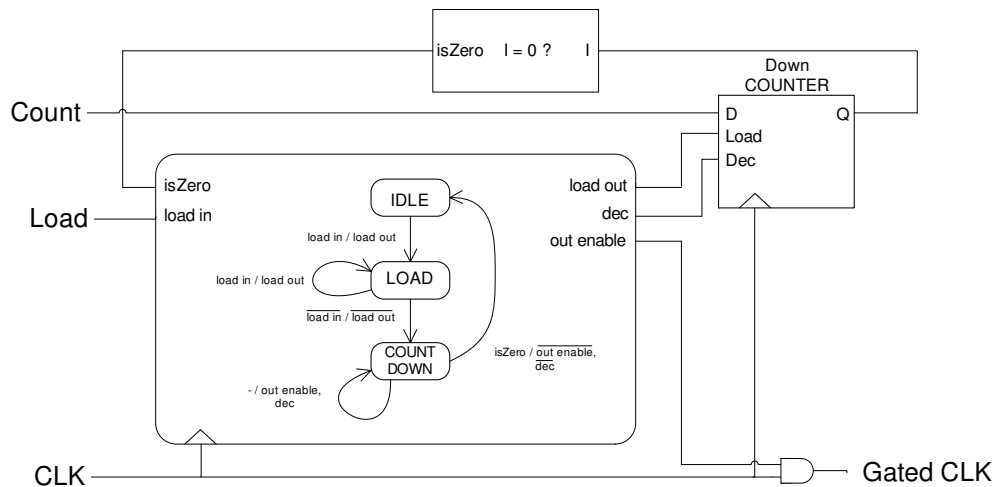 isZero I = 0 ? I
Down
COUNTER
Count
D Q
Load
Dec
isZero
load in
Load
load out
dec
out enable
IDLE
load in / load out
load in / load out
LOAD
load in / load out
COUNT
DOWN
isZero / out enable,
dec
- / out enable,
dec
CLK
Gated CLK